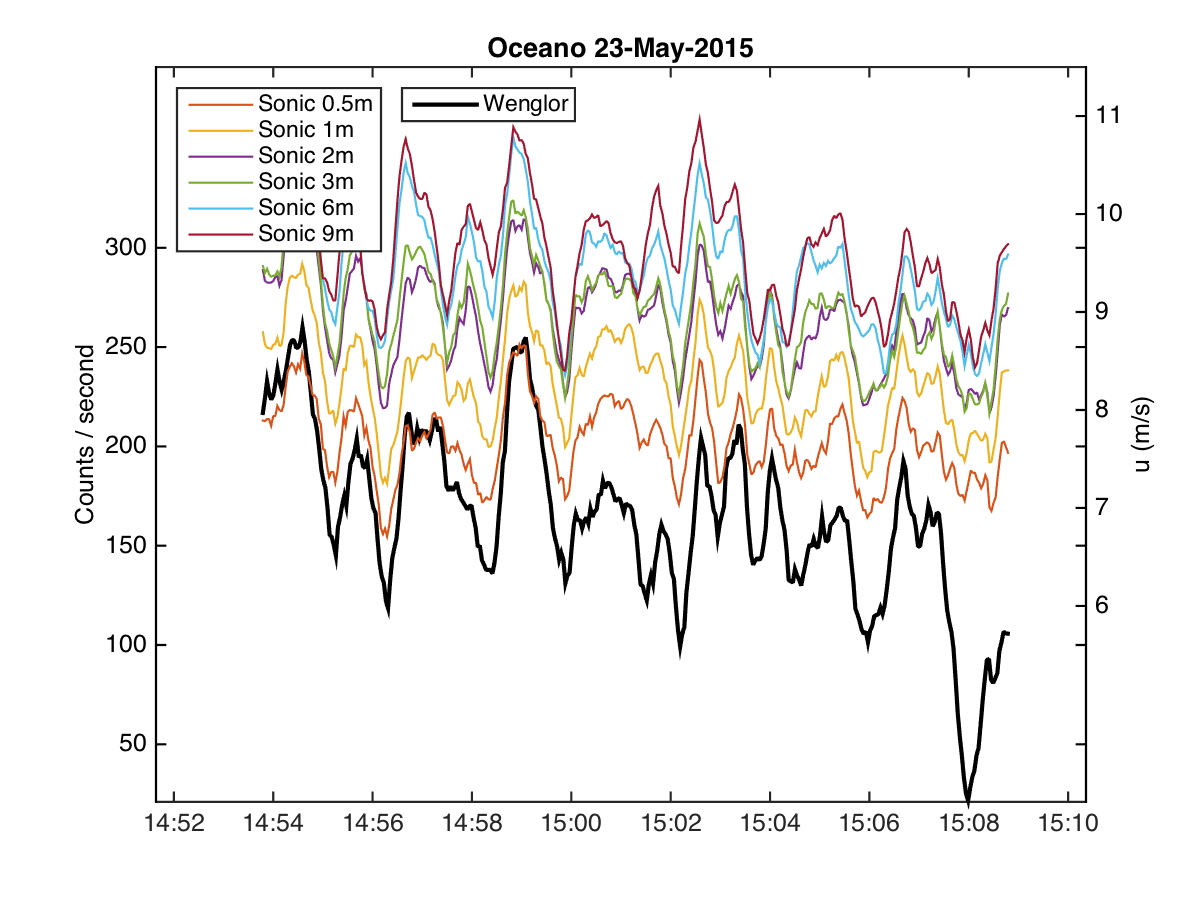 Oceano 23-May-2015
Sonic 0.5m
Sonic 1m
Sonic 2m
Sonic 3m
Sonic 6m
Sonic 9m
Wenglor
Counts / second
300
250
200
150
100
50
11
10
9
8
7
6
u (m/s)
14:52 14:54 14:56 14:58 15:00 15:02 15:04 15:06 15:08 15:10